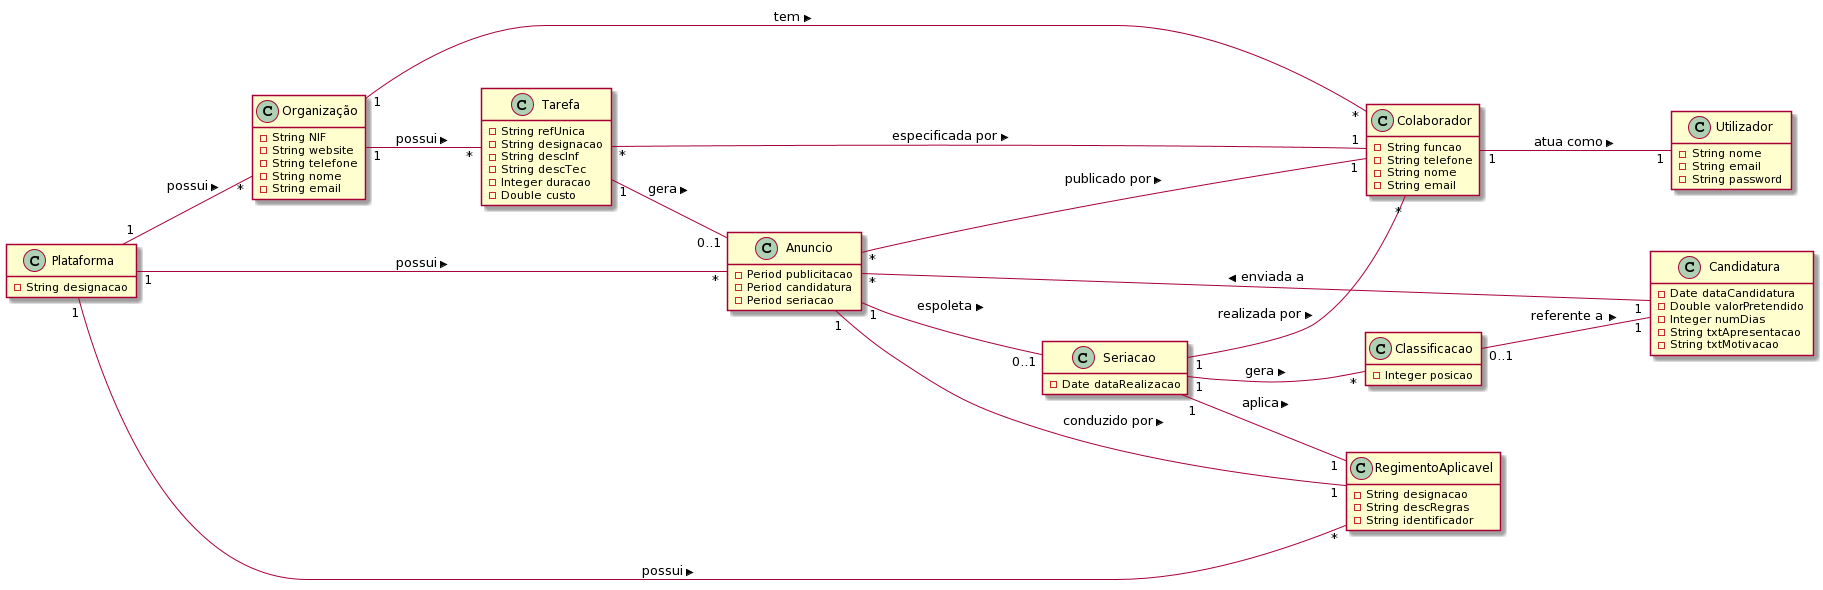 tem ▶
1
*
C Organização
String NIF
String website
String telefone
String nome
String email
possui ▶
1
*
C Tarefa
String refUnica
String designacao
String descInf
String descTec
Integer duracao
Double custo
especificada por ▶
*
1
C Colaborador
String funcao
String telefone
String nome
String email
atua como ▶
1
1
C Utilizador
String nome
String email
String password
possui ▶
1
*
gera ▶
1
0..1
publicado por ▶
*
1
C Plataforma
String designacao
possui ▶
1
*
C Anuncio
Period publicitacao
Period candidatura
Period seriacao
◀ enviada a
*
1
C Candidatura
Date dataCandidatura
Double valorPretendido
Integer numDias
String txtApresentacao
String txtMotivacao
espoleta ▶
1
0..1
realizada por ▶
1
*
referente a ▶
0..1
1
C Seriacao
Date dataRealizacao
gera ▶
1
*
C Classificacao
Integer posicao
aplica ▶
1
1
conduzido por ▶
1
1
C RegimentoAplicavel
String designacao
String descRegras
String identificador
possui ▶
1
*